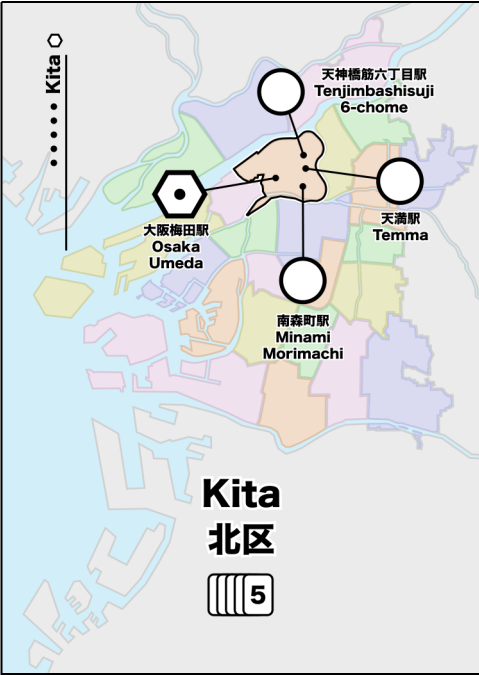 Kita
天神橋筋六丁目駅
Tenjimbashisuji
6-chome
天満駅
Temma
大阪梅田駅
Osaka
Umeda
南森町駅
Minami
Morimachi
Kita
北区
5